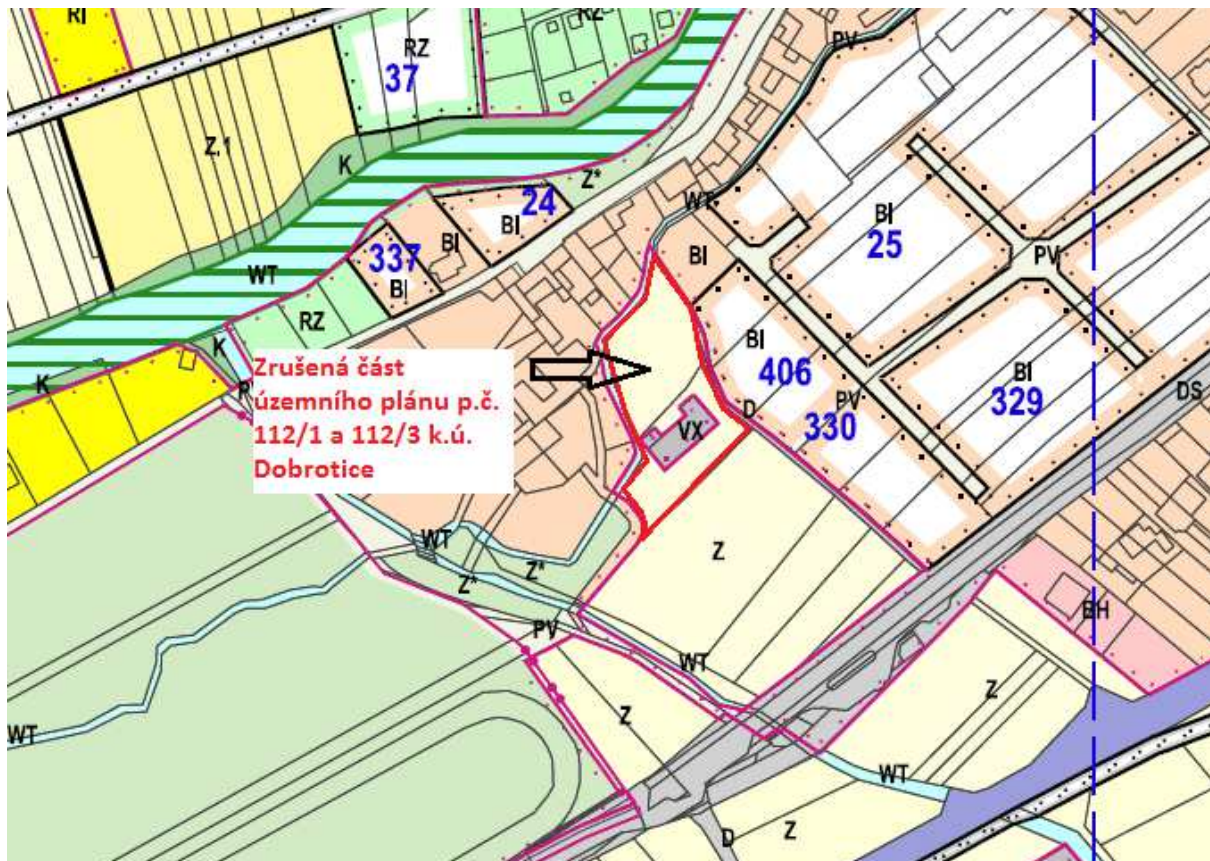 RI
RZ
37
RZ
PV
Z,1
K
Z*
24
BI
WT
BI
337
BI
BI
BI
25
PV
WT
RZ
K
K
Zrušená část
územního plánu p.č.
112/1 a 112/3 k.ú.
Dobrotice
BI
406
BI
329
DS
PV
330
D
VX
WT
Z
Z*
Z*
BH
PV
WT
Z
Z
WT
WT
D
Z